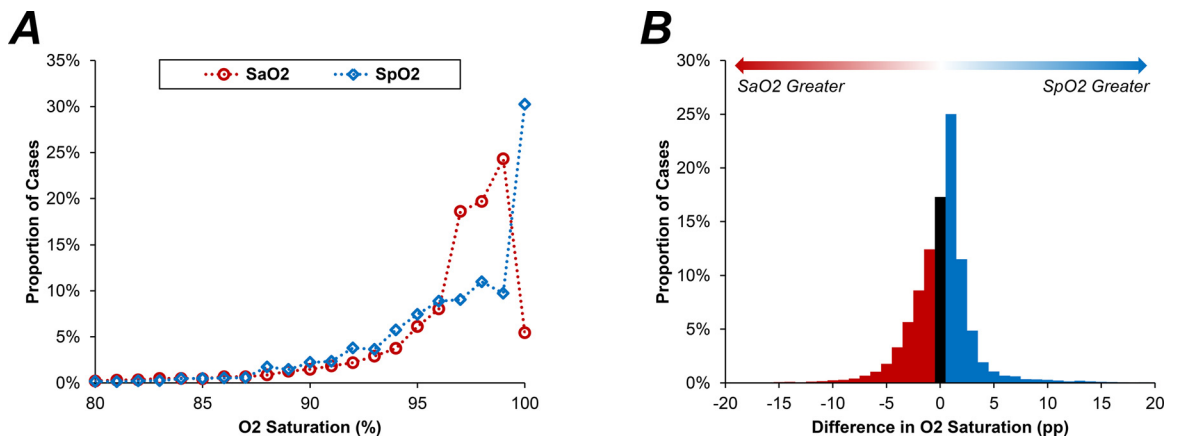 A
35%
30%
25%
20%
15%
10%
5%
0%
Proportion of Cases
SaO2 SpO2
80 85 90 95 100
O2 Saturation (%)
B
30%
25%
20%
15%
10%
5%
0%
Proportion of Cases
SaO2 Greater SpO2 Greater
-20 -15 -10 -5 0 5 10 15 20
Difference in O2 Saturation (pp)